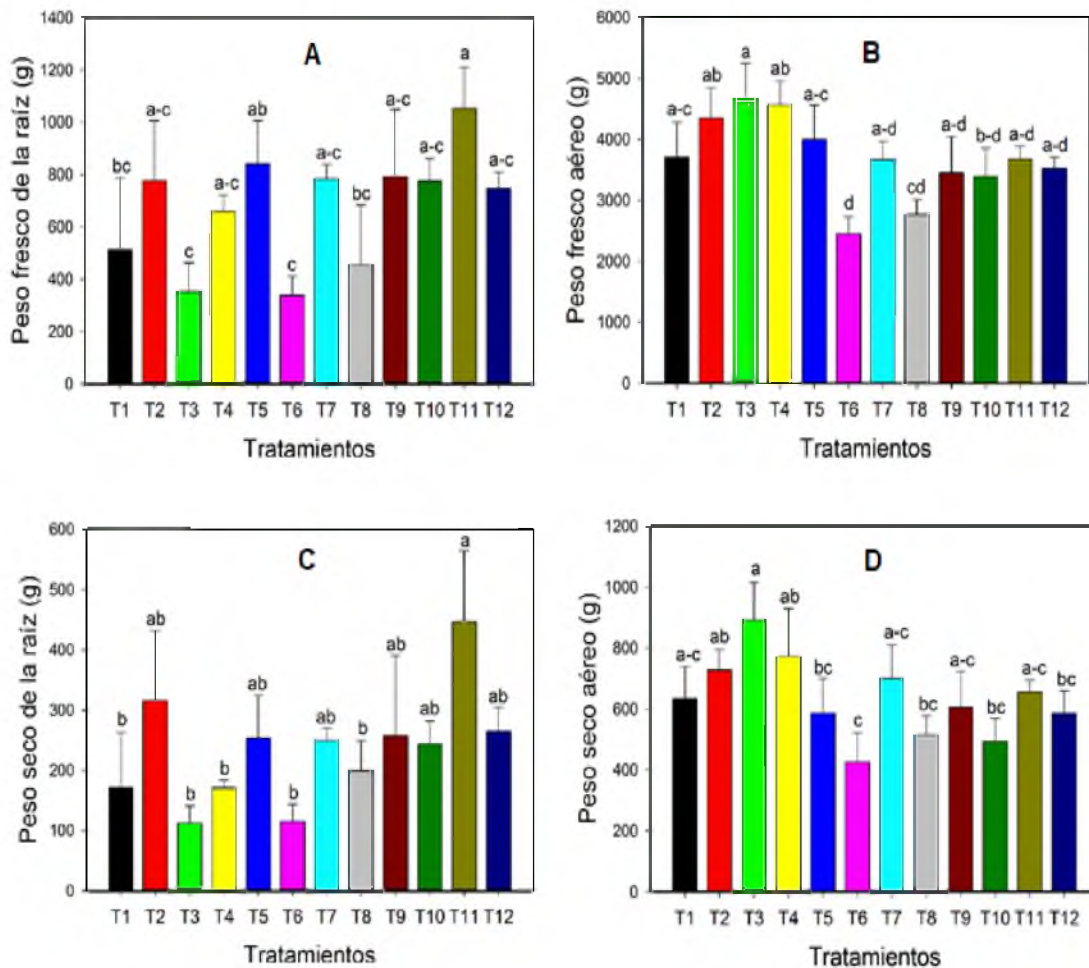 A
Peso fresco de la raíz (g)
1400
1200
1000
800
600
400
200
0
bc
a-c
c
a-c
ab
c
a-c
bc
a-c
a-c
a
a-c
T1 T2 T3 T4 T5 T6 T7 T8 T9 T10 T11 T12
Tratamientos
B
Peso fresco aéreo (g)
6000
5000
4000
3000
2000
1000
0
a-c
ab
a
ab
a-c
d
a-d
cd
a-d
b-d
a-d
a-d
T1 T2 T3 T4 T5 T6 T7 T8 T9 T10 T11 T12
Tratamientos
C
Peso seco de la raíz (g)
600
500
400
300
200
100
0
b
ab
b
b
ab
b
ab
b
ab
ab
a
ab
T1 T2 T3 T4 T5 T6 T7 T8 T9 T10 T11 T12
Tratamientos
D
Peso seco aéreo (g)
1200
1000
800
600
400
200
0
a-c
ab
a
ab
bc
c
a-c
bc
a-c
bc
a-c
bc
T1 T2 T3 T4 T5 T6 T7 T8 T9 T10 T11 T12
Tratamientos